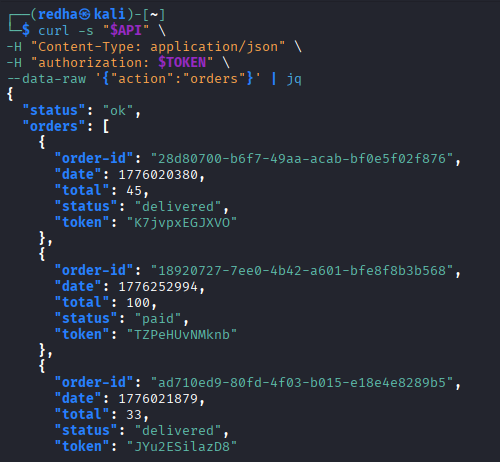 ┌──(redha㉿kali)-[~]
└─$ curl -s "$API" \
-H "Content-Type: application/json" \
-H "authorization: $TOKEN" \
--data-raw '{"action":"orders"}' | jq
{
  "status": "ok",
  "orders": [
    {
      "order-id": "28d80700-b6f7-49aa-acab-bf0e5f02f876",
      "date": 1776020380,
      "total": 45,
      "status": "delivered",
      "token": "K7jvpxEGJXVO"
    },
    {
      "order-id": "18920727-7ee0-4b42-a601-bfe8f8b3b568",
      "date": 1776252994,
      "total": 100,
      "status": "paid",
      "token": "TZPeHUvNMknb"
    },
    {
      "order-id": "ad710ed9-80fd-4f03-b015-e18e4e8289b5",
      "date": 1776021879,
      "total": 33,
      "status": "delivered",
      "token": "JYu2ESilazD8"